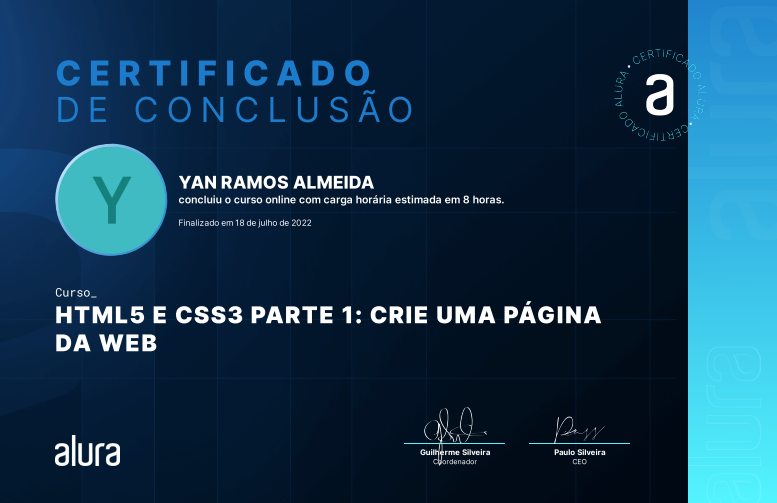 CERTIFICADO
DE CONCLUSÃO
CERTIFICADO ALURA • CERTIFICADO ALURA •
a
Y
YAN RAMOS ALMEIDA
concluiu o curso online com carga horária estimada em 8 horas.
Finalizado em 18 de julho de 2022
Curso_
HTML5 E CSS3 PARTE 1: CRIE UMA PÁGINA
DA WEB
alura
Guilherme Silveira
Coordenador
Paulo Silveira
CEO
alura
alura